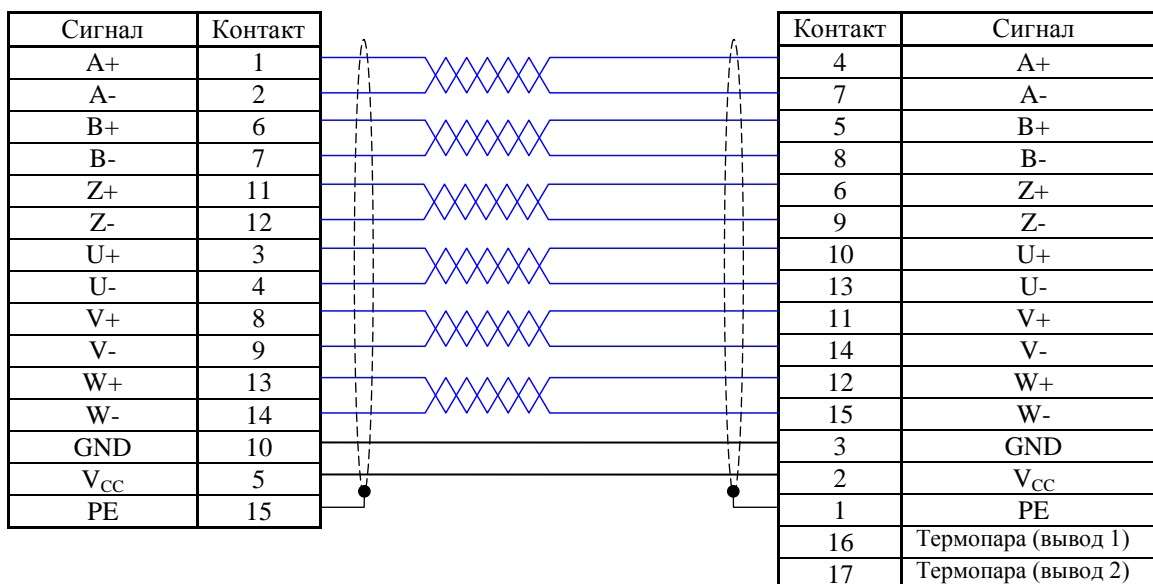 Сигнал Контакт Контакт Сигнал
A+ 1 4 A+
A- 2 7 A-
B+ 6 5 B+
B- 7 8 B-
Z+ 11 6 Z+
Z- 12 9 Z-
U+ 3 10 U+
U- 4 13 U-
V+ 8 11 V+
V- 9 14 V-
W+ 13 12 W+
W- 14 15 W-
GND 10 3 GND
VCC 5 2 VCC
PE 15 1 PE
16 Термопара (вывод 1)
17 Термопара (вывод 2)